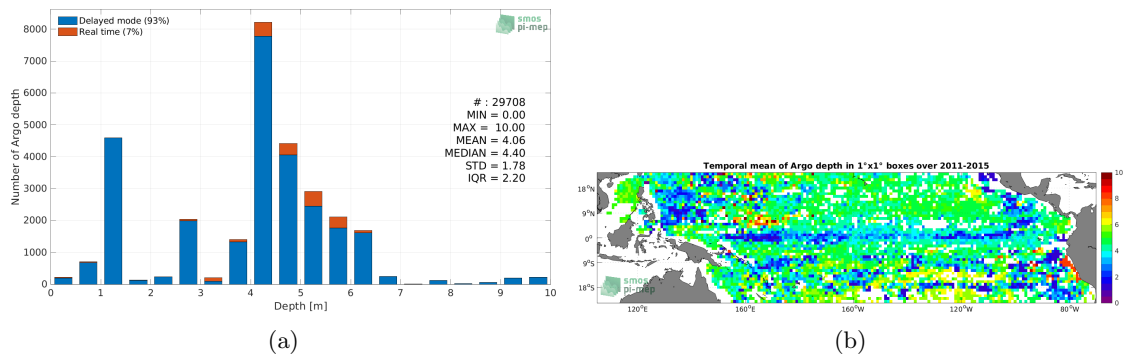 Delayed mode (93%)
Real time (7%)
smos
pi-mep
8000
7000
6000
5000
4000
3000
2000
1000
0
Number of Argo depth
# : 29708
MIN = 0.00
MAX = 10.00
MEAN = 4.06
MEDIAN = 4.40
STD = 1.78
IQR = 2.20
0 1 2 3 4 5 6 7 8 9 10
Depth [m]
(a)
Temporal mean of Argo depth in 1°x1° boxes over 2011-2015
18°N
9°N
0°
9°S
18°S
smos
pi-mep
120°E 160°E 160°W 120°W 80°W
10
8
6
4
2
0
(b)